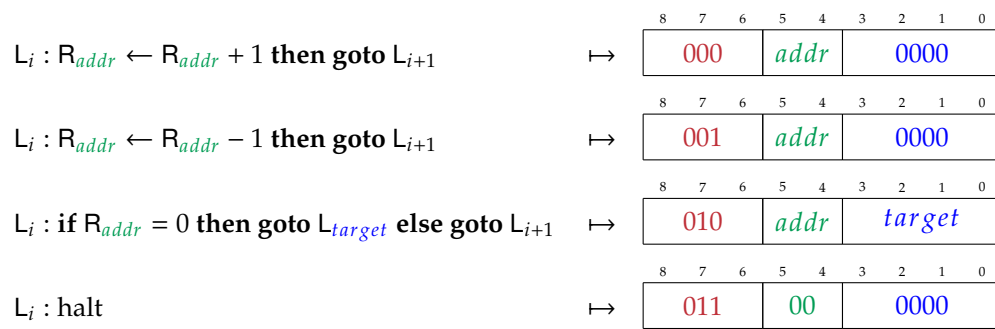 8 7 6 5 4 3 2 1 0
L_i : R_addr ← R_addr + 1 then goto L_i+1 ↦ 000 addr 0000
8 7 6 5 4 3 2 1 0
L_i : R_addr ← R_addr − 1 then goto L_i+1 ↦ 001 addr 0000
8 7 6 5 4 3 2 1 0
L_i : if R_addr = 0 then goto L_target else goto L_i+1 ↦ 010 addr target
8 7 6 5 4 3 2 1 0
L_i : halt ↦ 011 00 0000